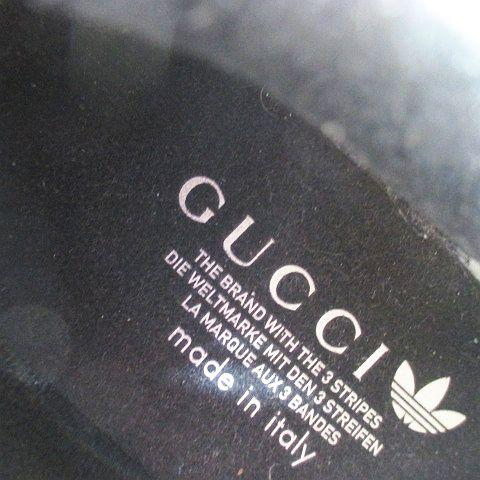 GUCCI
THE BRAND WITH THE 3 STRIPES
DIE WELTMARKE MIT DEN 3 STREIFEN
LA MARQUE AUX 3 BANDES
made in italy